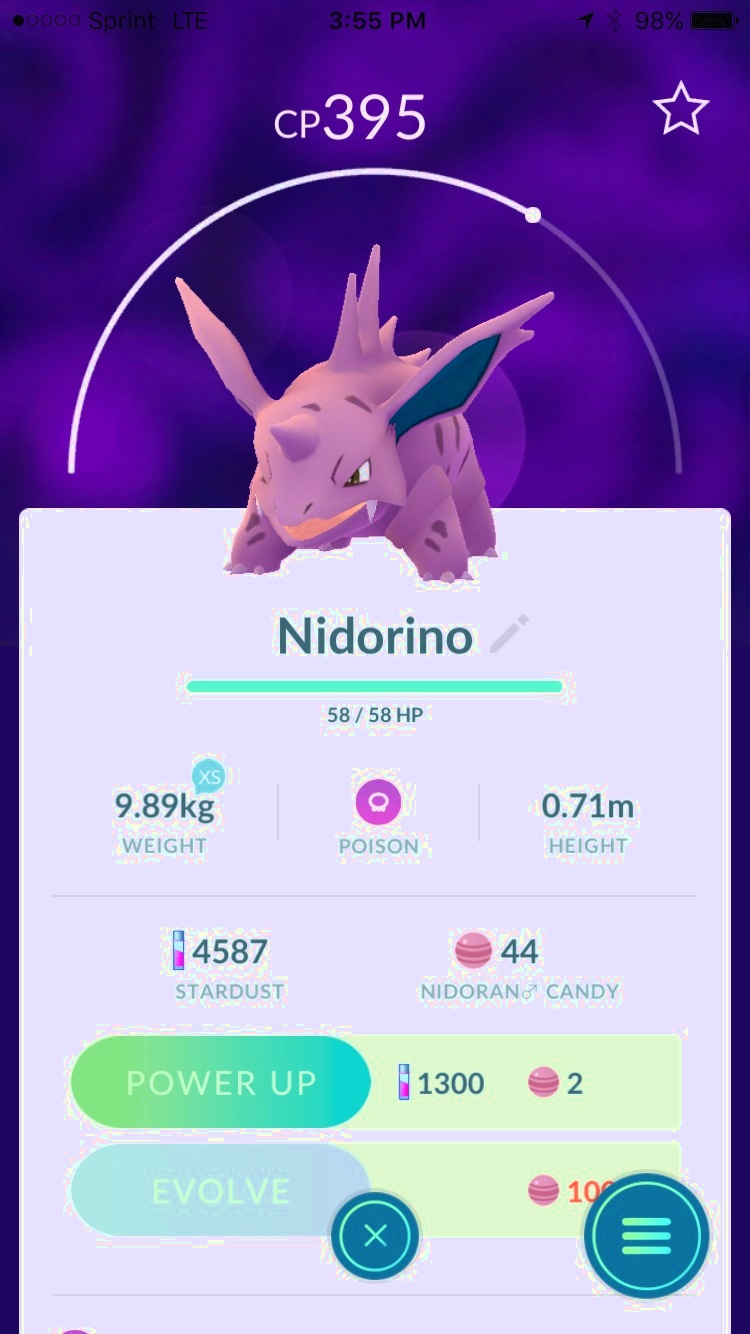 Sprint LTE 3:55 PM 98%
CP395
Nidorino
58 / 58 HP
XS
9.89kg
WEIGHT
POISON
0.71m
HEIGHT
4587
STARDUST
44
NIDORAN♂ CANDY
POWER UP 1300 2
EVOLVE